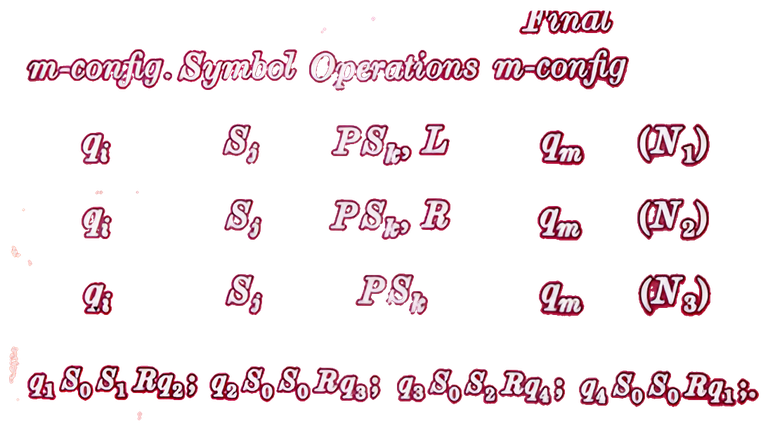 Final
m-config. Symbol Operations m-config
qᵢ Sⱼ PSₖ, L qₘ (N₁)
qᵢ Sⱼ PSₖ, R qₘ (N₂)
qᵢ Sⱼ PSₖ qₘ (N₃)
q₁S₀S₁Rq₂; q₂S₀S₀Rq₃; q₃S₀S₂Rq₄; q₄S₀S₀Rq₁;.